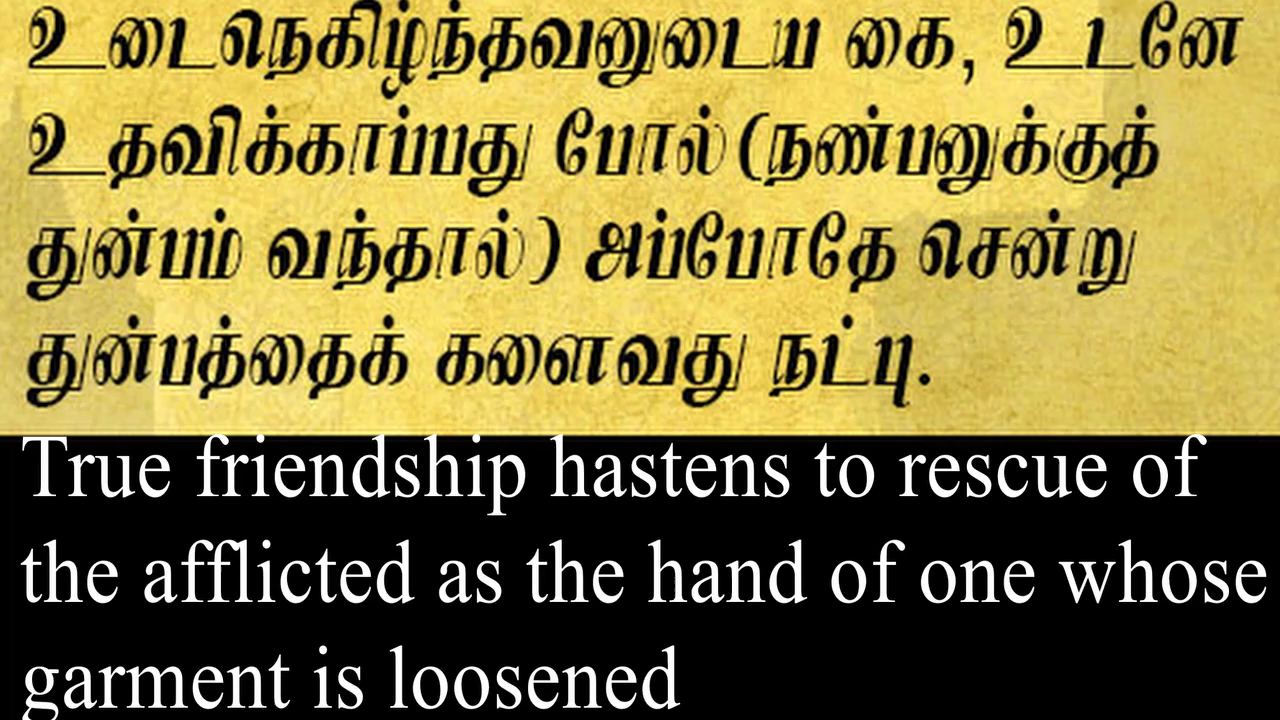 உடைநெகிழ்ந்தவனுடைய கை, உடனே
உதவிக்காப்பது போல் (நண்பனுக்குத்
துன்பம் வந்தால்) அப்போதே சென்று
துன்பத்தைக் களைவது நட்பு.
True friendship hastens to rescue of
the afflicted as the hand of one whose
garment is loosened